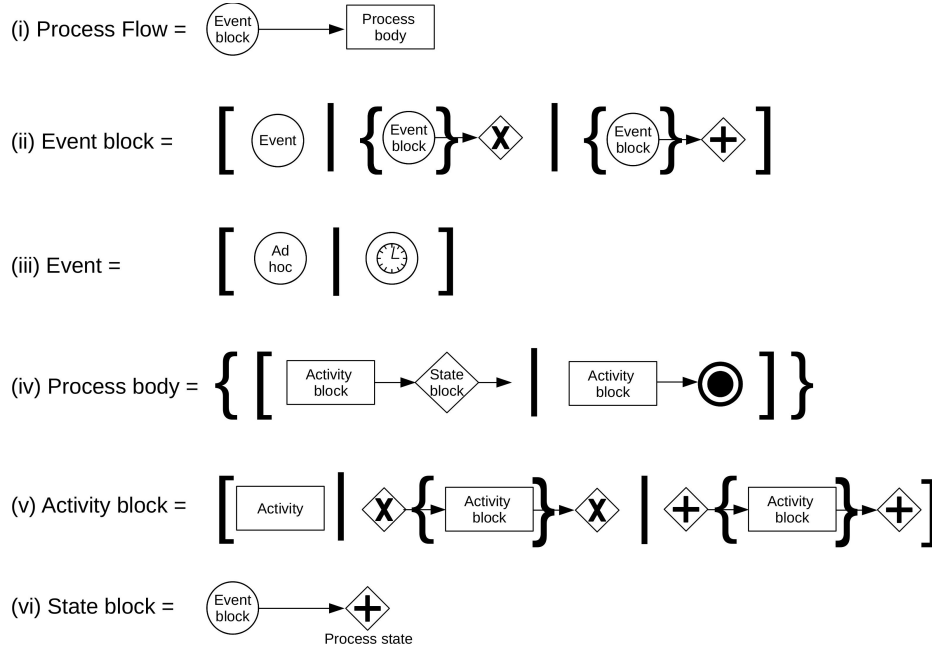 (i) Process Flow =
Event
block
Process
body
(ii) Event block =
[
Event
|
{
Event
block
}
X
|
{
Event
block
}
+
]
(iii) Event =
[
Ad
hoc
|
]
(iv) Process body =
{
[
Activity
block
State
block
|
Activity
block
]
}
(v) Activity block =
[
Activity
|
X
{
Activity
block
}
X
|
+
{
Activity
block
}
+
]
(vi) State block =
Event
block
+
Process state